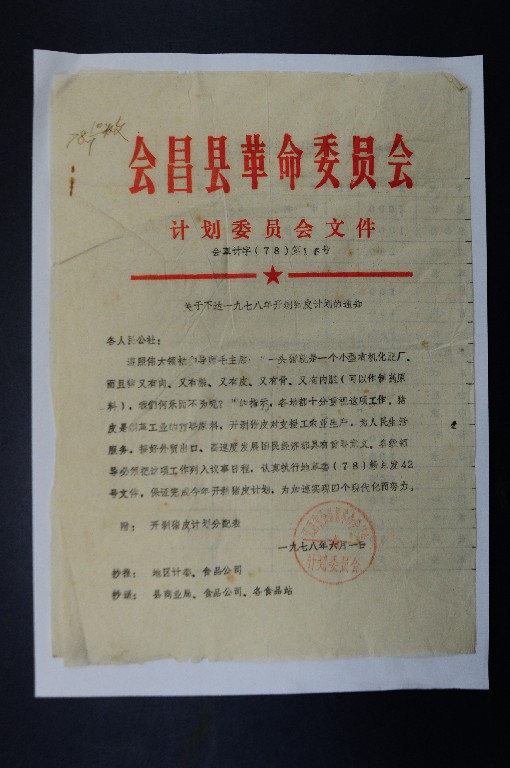 会昌县革命委员会
计划委员会文件
会革计字(78)第16号
关于下达一九七八年开剥猪皮计划的通知
各人民公社:
遵照伟大领袖和导师毛主席 一头猪就是一个小型有机化肥厂。
而且猪又有肉、又有鬃、又有皮、又有骨、又有内脏(可以作制药原
料),我们何乐而不为呢? 的指示,各地都十分重视这项工作。猪
皮是制革工业的 原料,开剥猪皮对支援工农业生产,为人民生活
服务, 外贸出口,高速度发展国民经济都具有 意义。各级领
导必须把这项工作列入议事日程,认真执行地革委(78) 发42
号文件,保证完成今年开剥猪皮计划,为加速实现四个现代化而努力。
附: 开剥猪皮计划分配表
一九七八年六月一日
计划委员会
抄报: 地区计委、食品公司
抄送: 县商业局、食品公司、各食品站